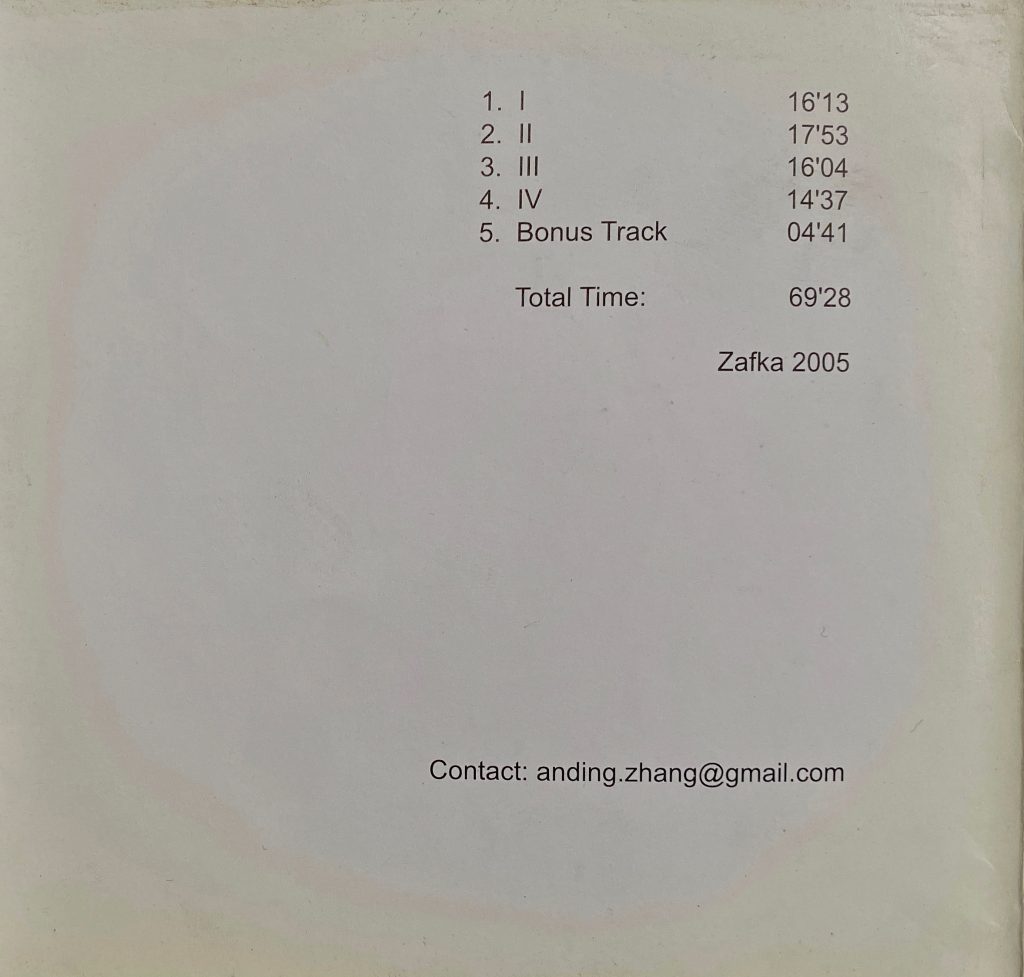 1. I 16'13
2. II 17'53
3. III 16'04
4. IV 14'37
5. Bonus Track 04'41
Total Time: 69'28
Zafka 2005
Contact: anding.zhang@gmail.com